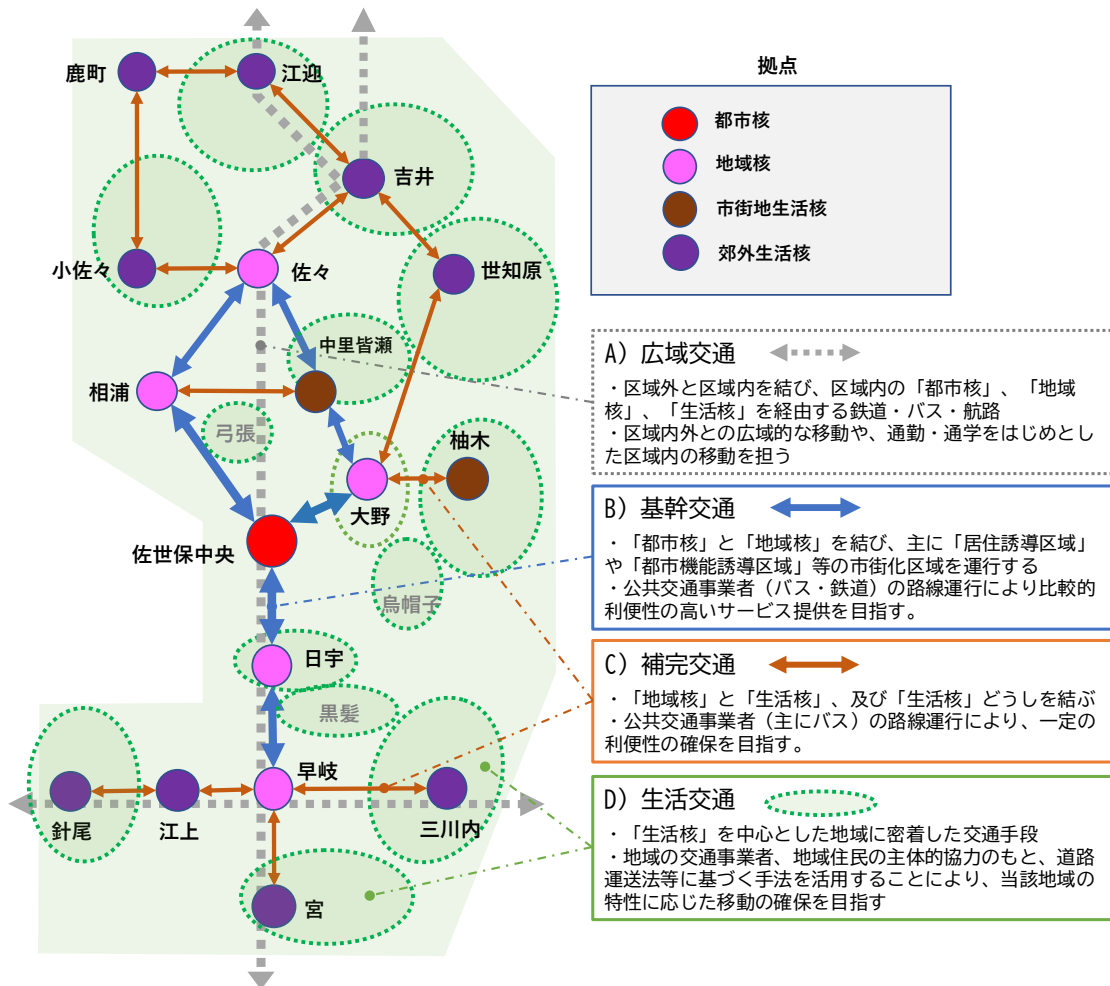 鹿町
江迎
吉井
小佐々
佐々
世知原
中里皆瀬
相浦
弓張
柚木
大野
佐世保中央
烏帽子
日宇
黒髪
早岐
針尾
江上
三川内
宮
拠点
都市核
地域核
市街地生活核
郊外生活核
A) 広域交通
・区域外と区域内を結び、区域内の「都市核」、「地域
核」、「生活核」を経由する鉄道・バス・航路
・区域内外との広域的な移動や、通勤・通学をはじめとし
た区域内の移動を担う
B) 基幹交通
・「都市核」と「地域核」を結び、主に「居住誘導区域」
や「都市機能誘導区域」等の市街化区域を運行する
・公共交通事業者（バス・鉄道）の路線運行により比較的
利便性の高いサービス提供を目指す。
C) 補完交通
・「地域核」と「生活核」、及び「生活核」どうしを結ぶ
・公共交通事業者（主にバス）の路線運行により、一定の
利便性の確保を目指す。
D) 生活交通
・「生活核」を中心とした地域に密着した交通手段
・地域の交通事業者、地域住民の主体的協力のもと、道路
運送法等に基づく手法を活用することにより、当該地域の
特性に応じた移動の確保を目指す